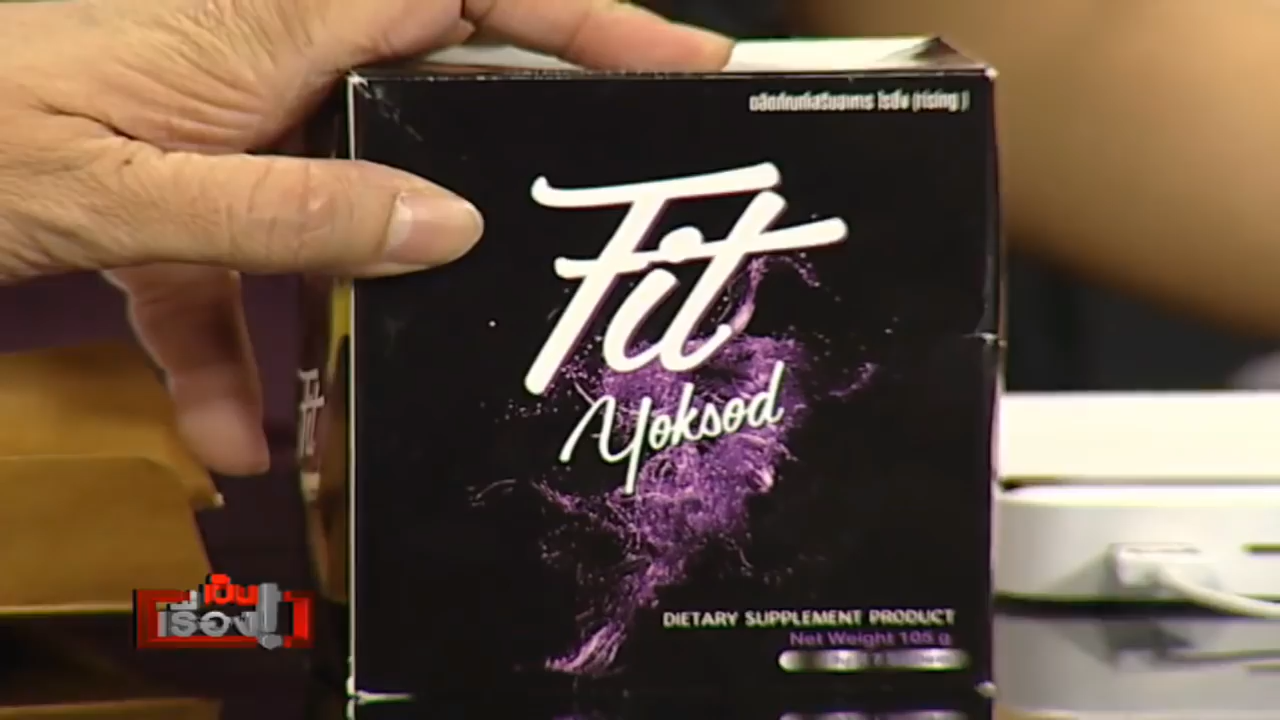 ผลิตภัณฑ์เสริมอาหาร ไรซิ่ง (rising )
Fit
Yoksod
Fit
DIETARY SUPPLEMENT PRODUCT
Net Weight 105 g
เป็น
เรื่อง!